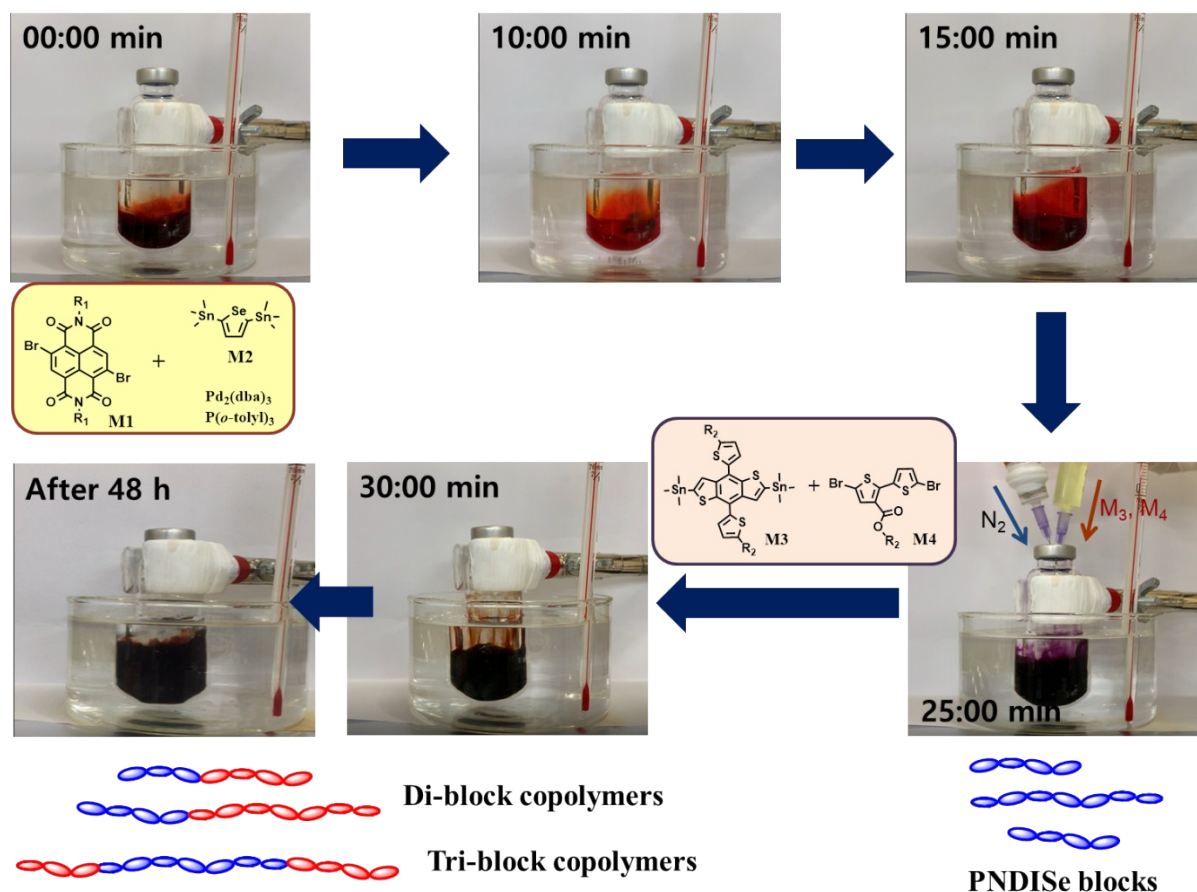 00:00 min
10:00 min
15:00 min
R1
O N O
Br
Br
O N O
R1
M1
+
Sn Se Sn
M2
Pd2(dba)3
P(o-tolyl)3
After 48 h
30:00 min
R2
S
S
Sn
Sn
S
S
R2
M3
+
Br S S Br
O
O
R2
M4
N2
M3, M4
25:00 min
Di-block copolymers
Tri-block copolymers
PNDISe blocks